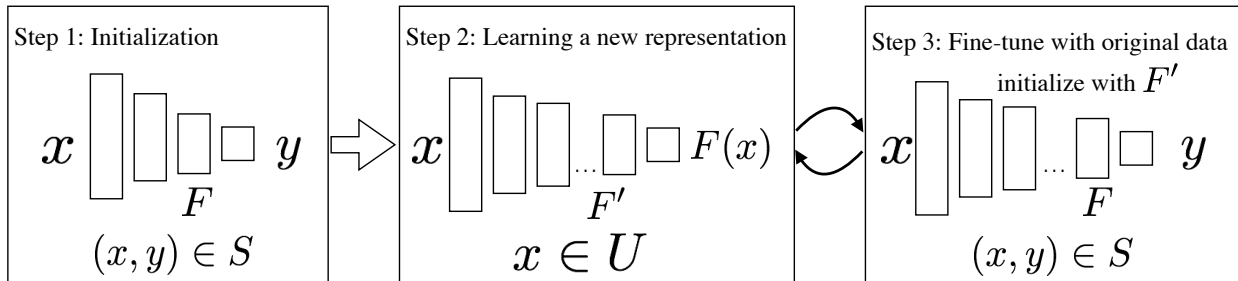 Step 1: Initialization
x y
F
(x, y) ∈ S
Step 2: Learning a new representation
x ... F(x)
F′
x ∈ U
Step 3: Fine-tune with original data
initialize with F′
x ... y
F
(x, y) ∈ S